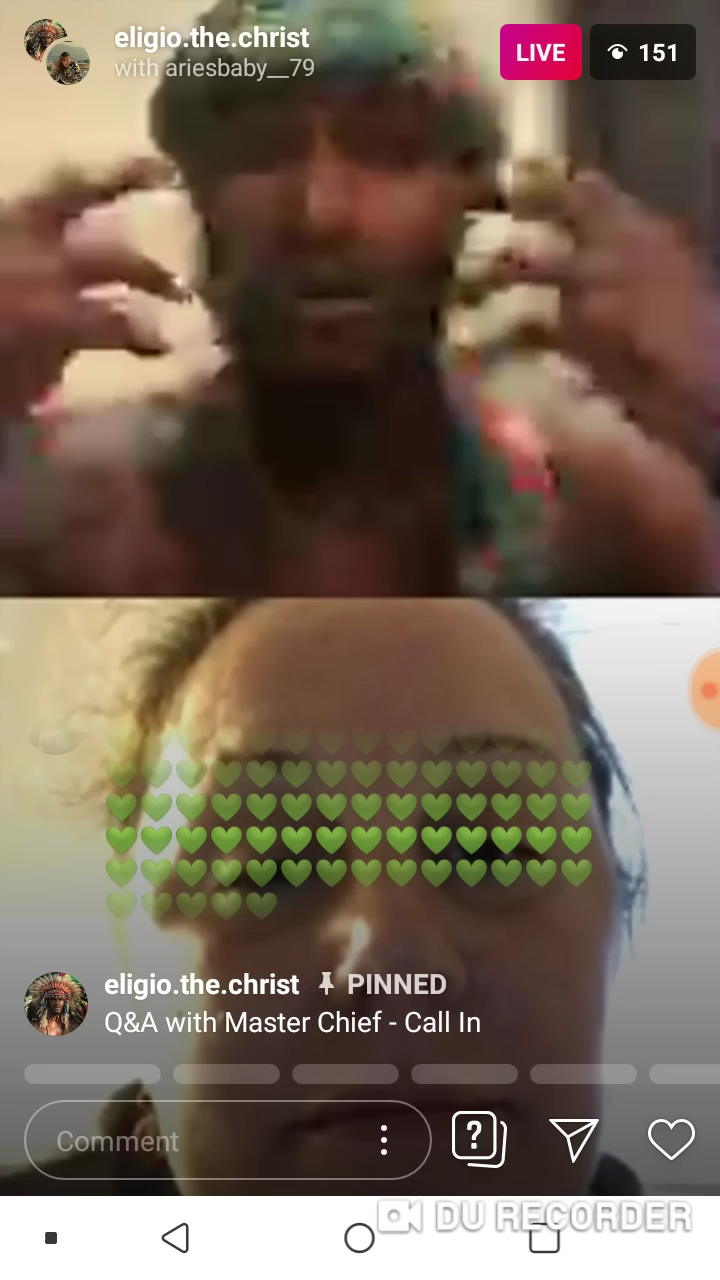 eligio.the.christ
with ariesbaby__79
LIVE
151
eligio.the.christ PINNED
Q&A with Master Chief - Call In
Comment
?
DU RECORDER